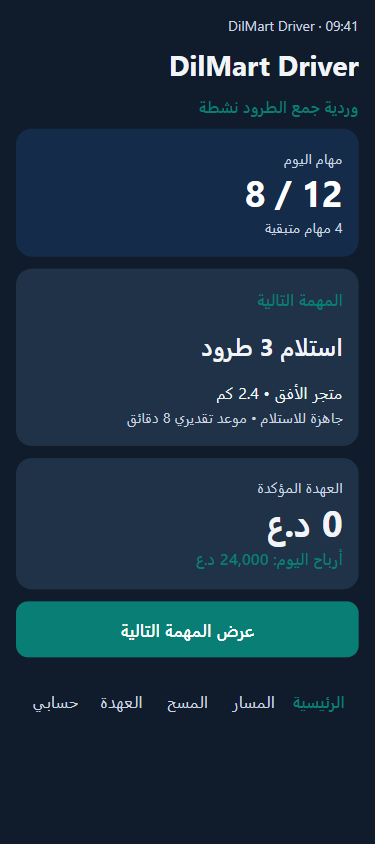 DilMart Driver · 09:41
DilMart Driver
وردية جمع الطرود نشطة
مهام اليوم
8 / 12
4 مهام متبقية
المهمة التالية
استلام 3 طرود
متجر الأفق • 2.4 كم
جاهزة للاستلام • موعد تقديري 8 دقائق
العهدة المؤكدة
0 د.ع
أرباح اليوم: 24,000 د.ع
عرض المهمة التالية
الرئيسية المسار المسح العهدة حسابي